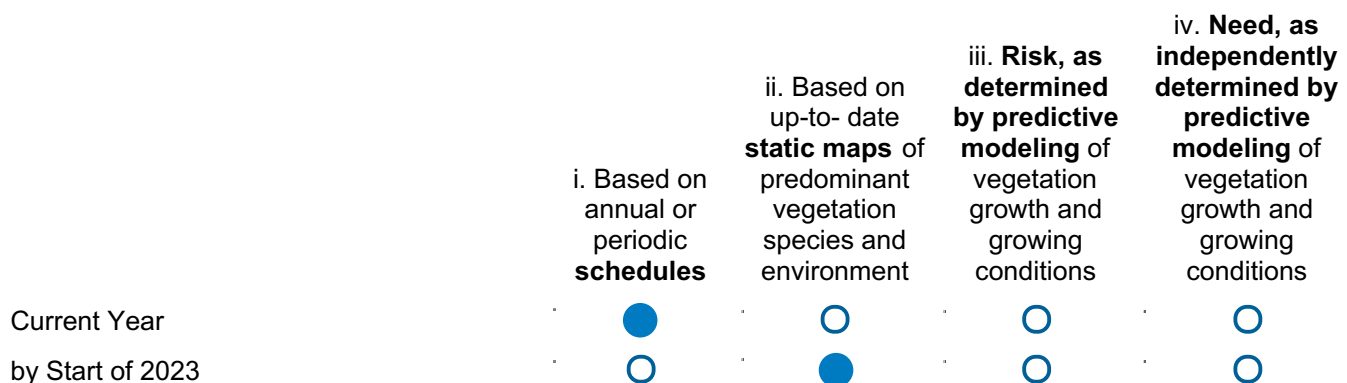 i. Based on
annual or
periodic
schedules
ii. Based on
up-to- date
static maps of
predominant
vegetation
species and
environment
iii. Risk, as
determined
by predictive
modeling of
vegetation
growth and
growing
conditions
iv. Need, as
independently
determined by
predictive
modeling of
vegetation
growth and
growing
conditions
Current Year
by Start of 2023